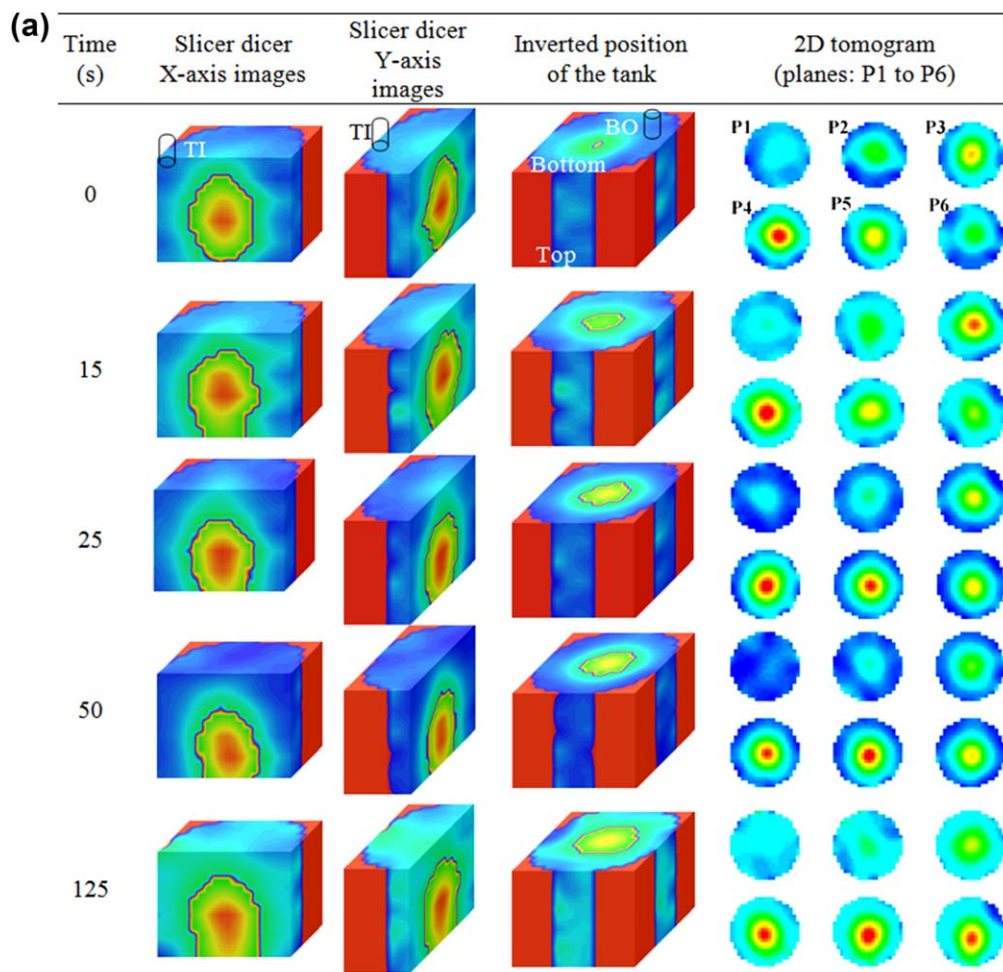 (a)
Time
(s)
Slicer dicer
X-axis images
Slicer dicer
Y-axis
images
Inverted position
of the tank
2D tomogram
(planes: P1 to P6)
0
TI
TI
BO
Bottom
Top
P1 P2 P3
P4 P5 P6
15
25
50
125